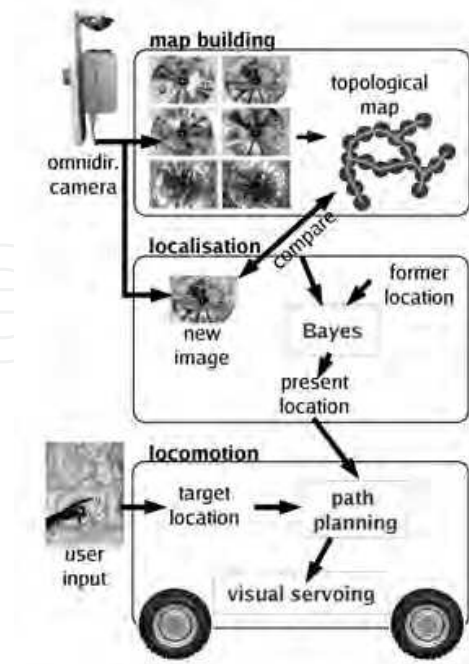 map building
topological
map
omnidir.
camera
compare
localisation
new
image
former
location
Bayes
present
location
locomotion
user
input
target
location
path
planning
visual servoing